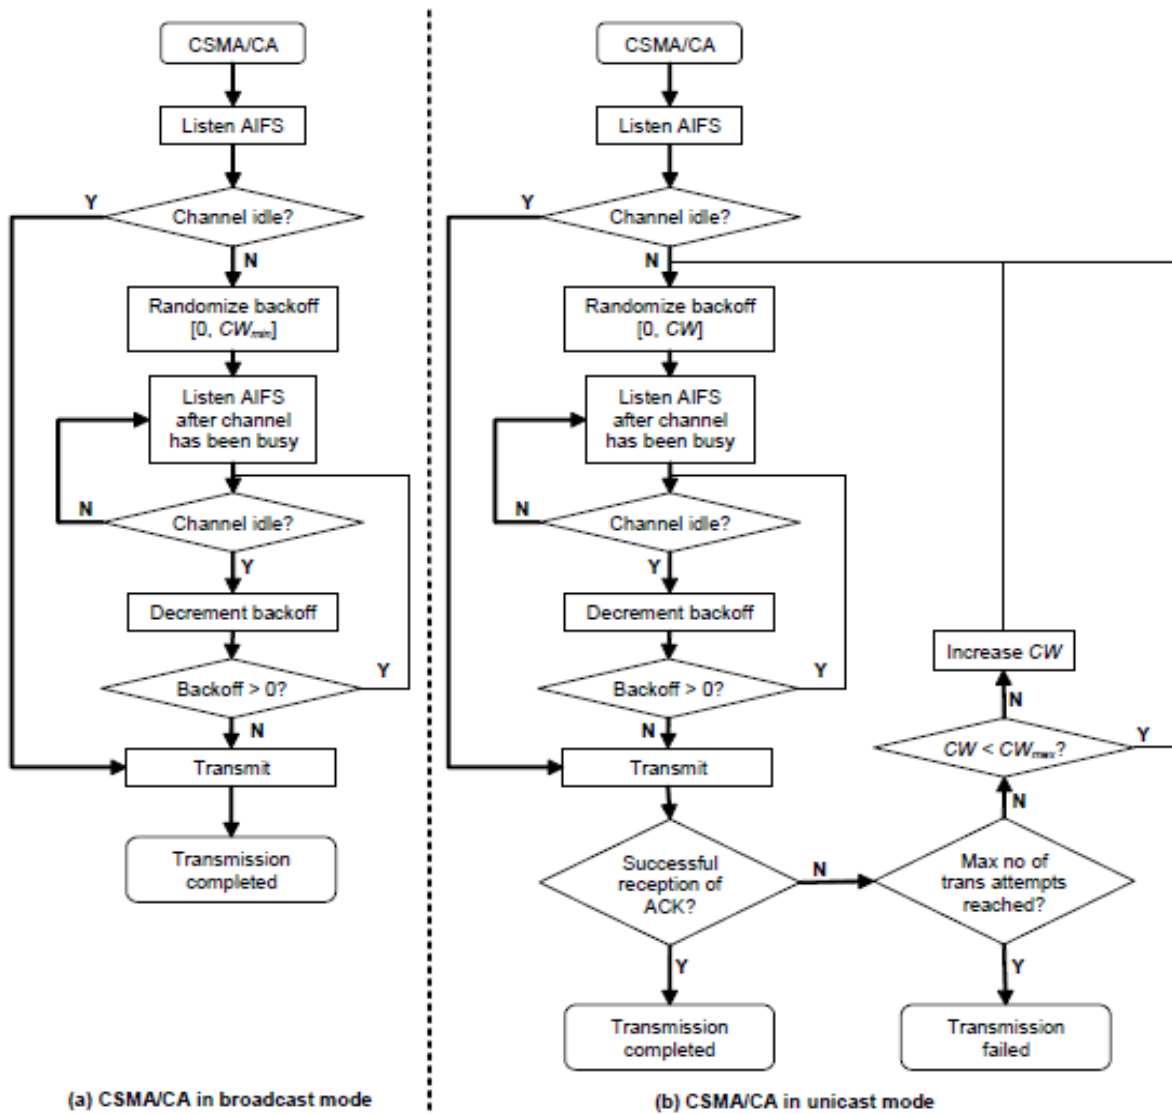 CSMA/CA
Listen AIFS
Y
Channel idle?
N
Randomize backoff
[0, CWmin]
Listen AIFS
after channel
has been busy
N
Channel idle?
Y
Decrement backoff
Y
Backoff > 0?
N
Transmit
Transmission
completed
(a) CSMA/CA in broadcast mode
CSMA/CA
Listen AIFS
Y
Channel idle?
N
Randomize backoff
[0, CW]
Listen AIFS
after channel
has been busy
N
Channel idle?
Y
Decrement backoff
Y
Backoff > 0?
N
Transmit
Successful
reception of
ACK?
N
Y
Transmission
completed
Increase CW
N
Y
CW < CWmax?
N
Max no of
trans attempts
reached?
Y
Transmission
failed
(b) CSMA/CA in unicast mode